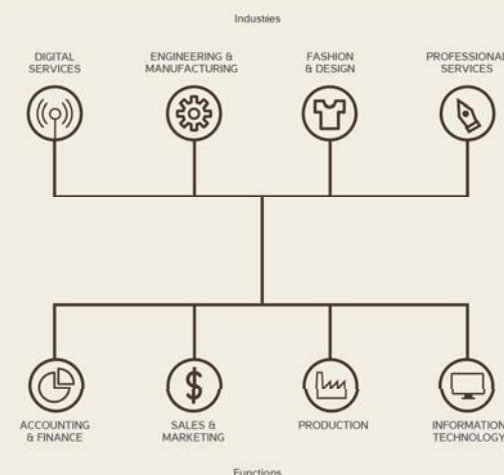 Industries
DIGITAL
SERVICES
ENGINEERING &
MANUFACTURING
FASHION
& DESIGN
PROFESSIONAL
SERVICES
$
ACCOUNTING
& FINANCE
SALES &
MARKETING
PRODUCTION
INFORMATION
TECHNOLOGY
Functions